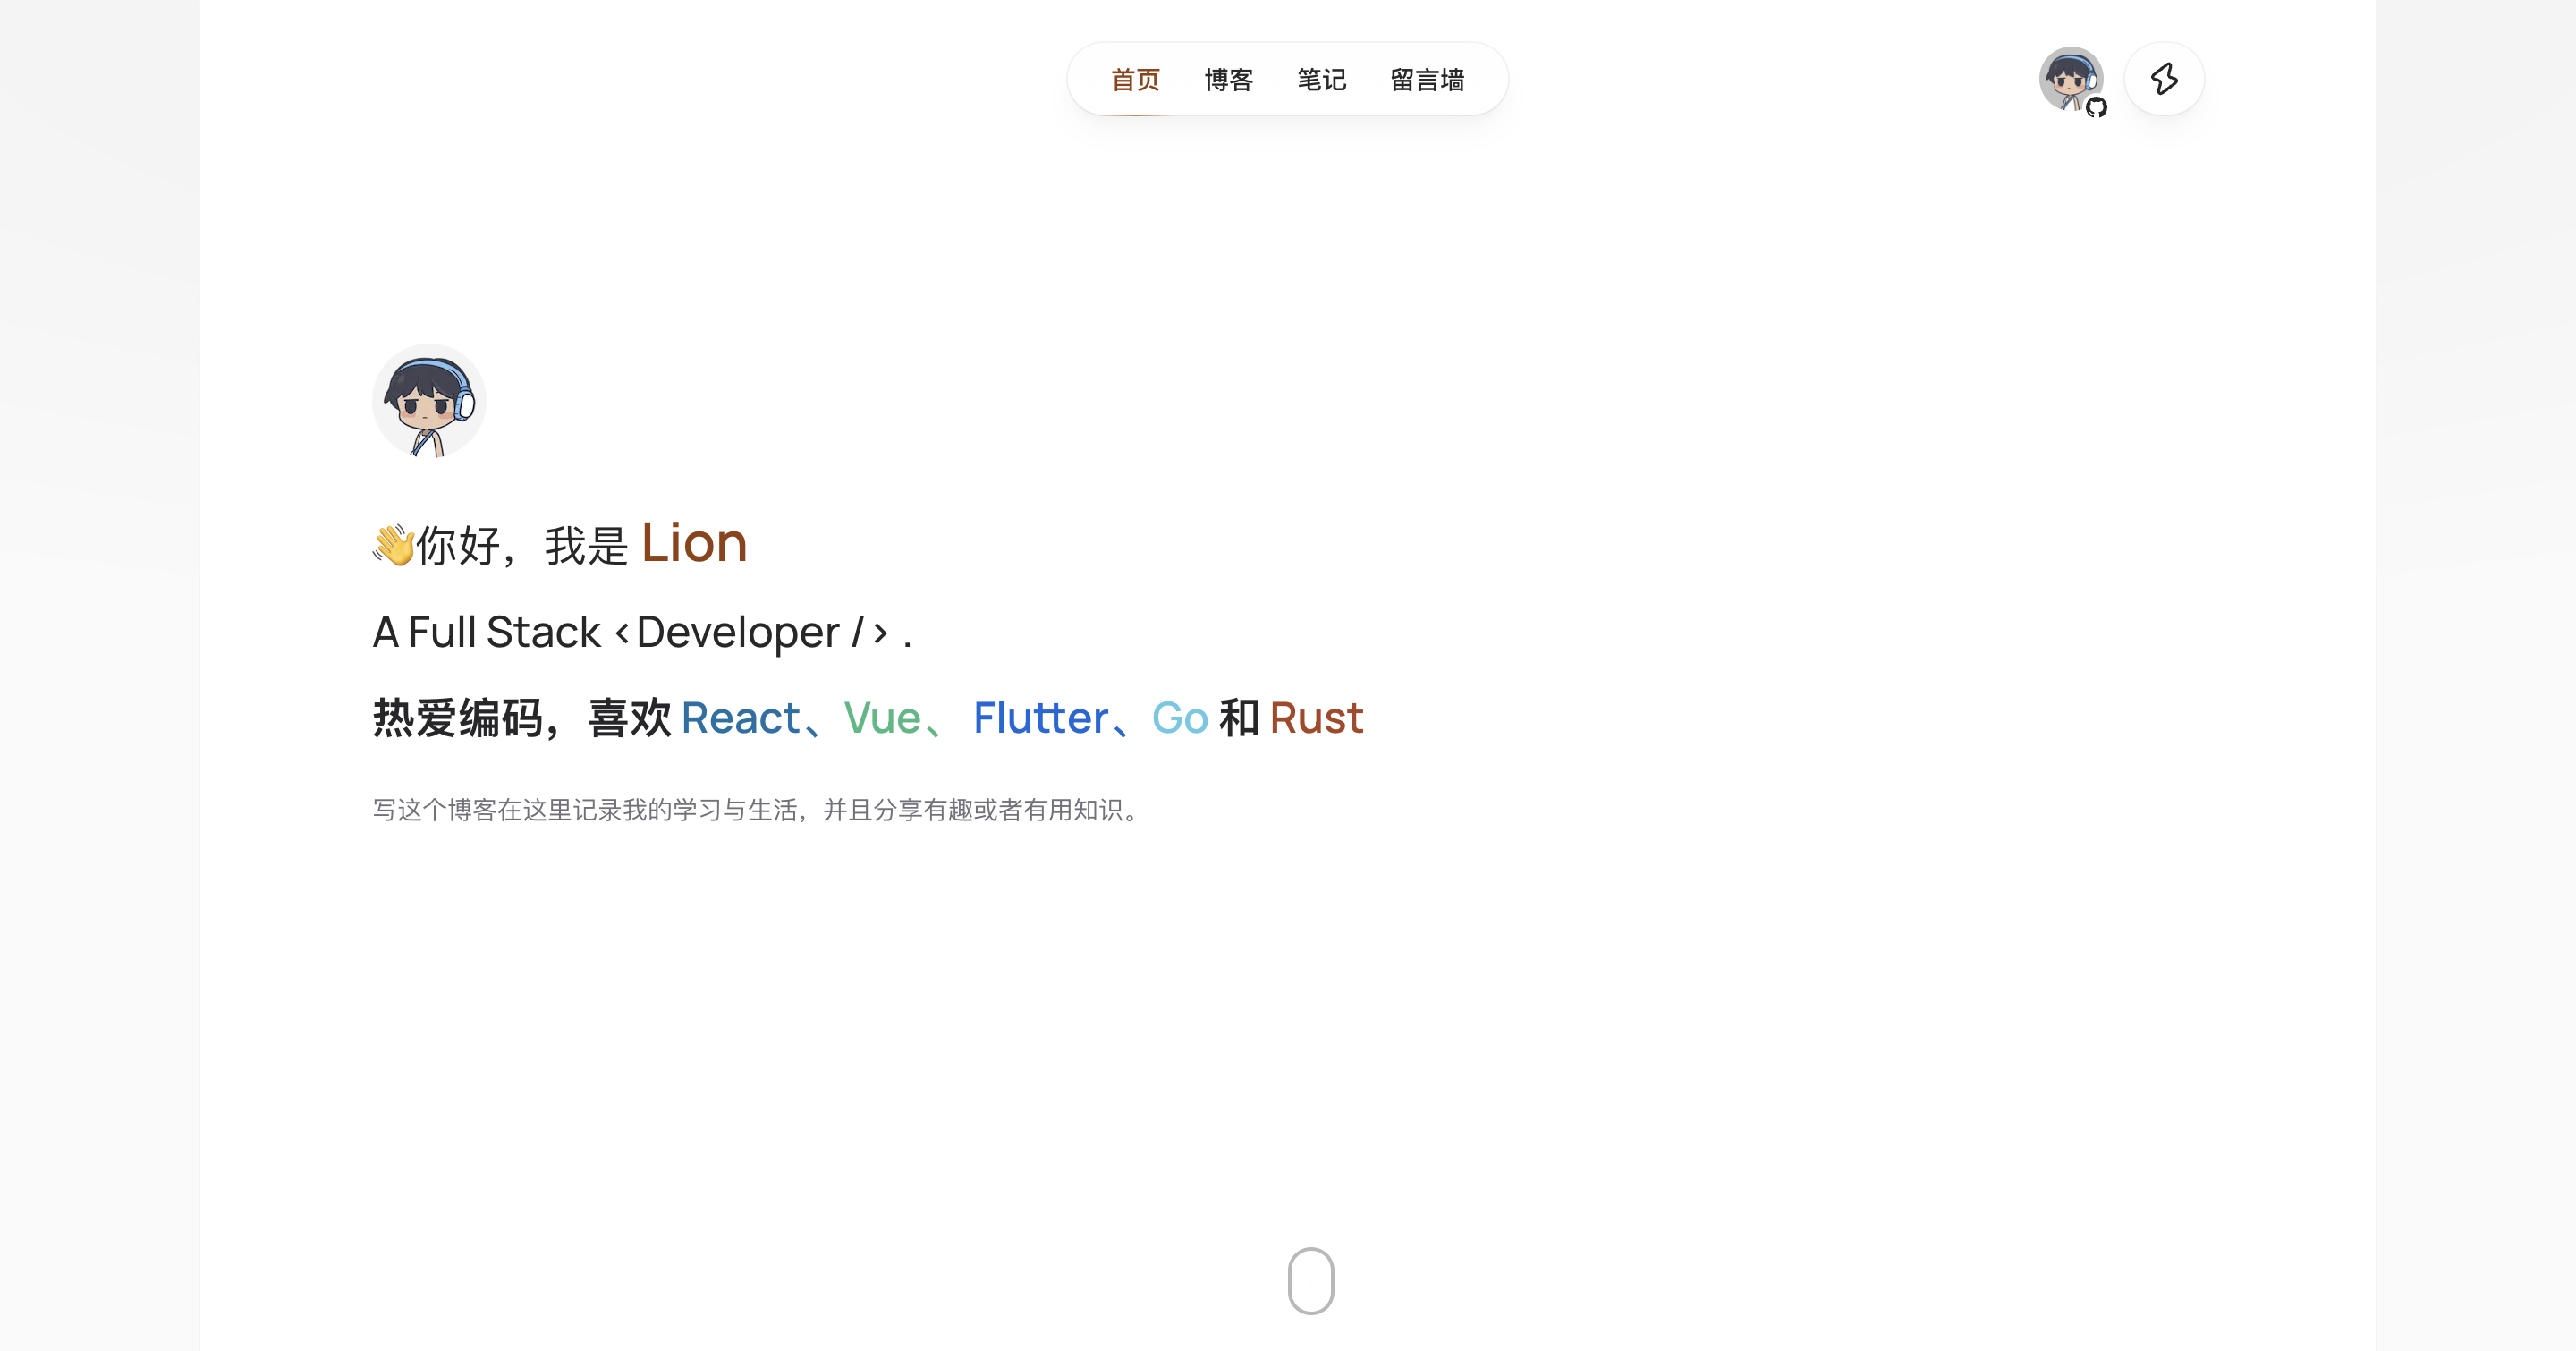 首页 博客 笔记 留言墙
👋你好，我是 Lion
A Full Stack <Developer /> .
热爱编码，喜欢 React、Vue、 Flutter、Go 和 Rust
写这个博客在这里记录我的学习与生活，并且分享有趣或者有用知识。